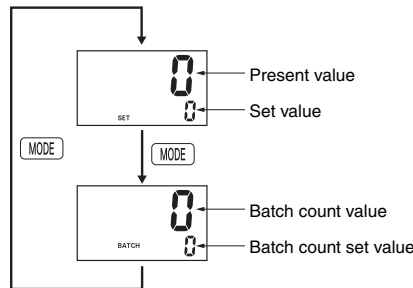 0
Present value
SET
0
Set value
MODE
MODE
0
Batch count value
BATCH
0
Batch count set value